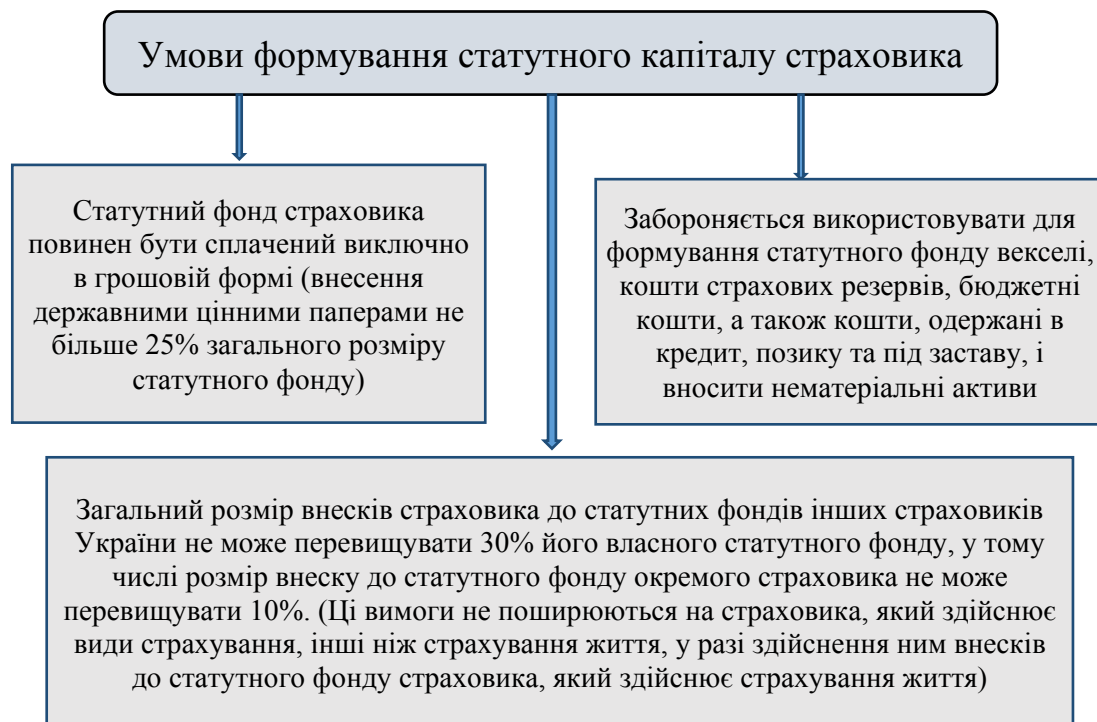 Умови формування статутного капіталу страховика
Статутний фонд страховика
повинен бути сплачений виключно
в грошовій формі (внесення
державними цінними паперами не
більше 25% загального розміру
статутного фонду)
Забороняється використовувати для
формування статутного фонду векселі,
кошти страхових резервів, бюджетні
кошти, а також кошти, одержані в
кредит, позику та під заставу, і
вносити нематеріальні активи
Загальний розмір внесків страховика до статутних фондів інших страховиків
України не може перевищувати 30% його власного статутного фонду, у тому
числі розмір внеску до статутного фонду окремого страховика не може
перевищувати 10%. (Ці вимоги не поширюються на страховика, який здійснює
види страхування, інші ніж страхування життя, у разі здійснення ним внесків
до статутного фонду страховика, який здійснює страхування життя)